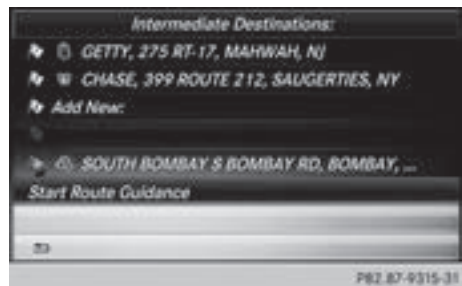 Intermediate Destinations:
GETTY, 275 RT-17, MAHWAH, NJ
CHASE, 399 ROUTE 212, SAUGERTIES, NY
Add New:
SOUTH BOMBAY S BOMBAY RD, BOMBAY, ...
Start Route Guidance
P82.87-9315-31